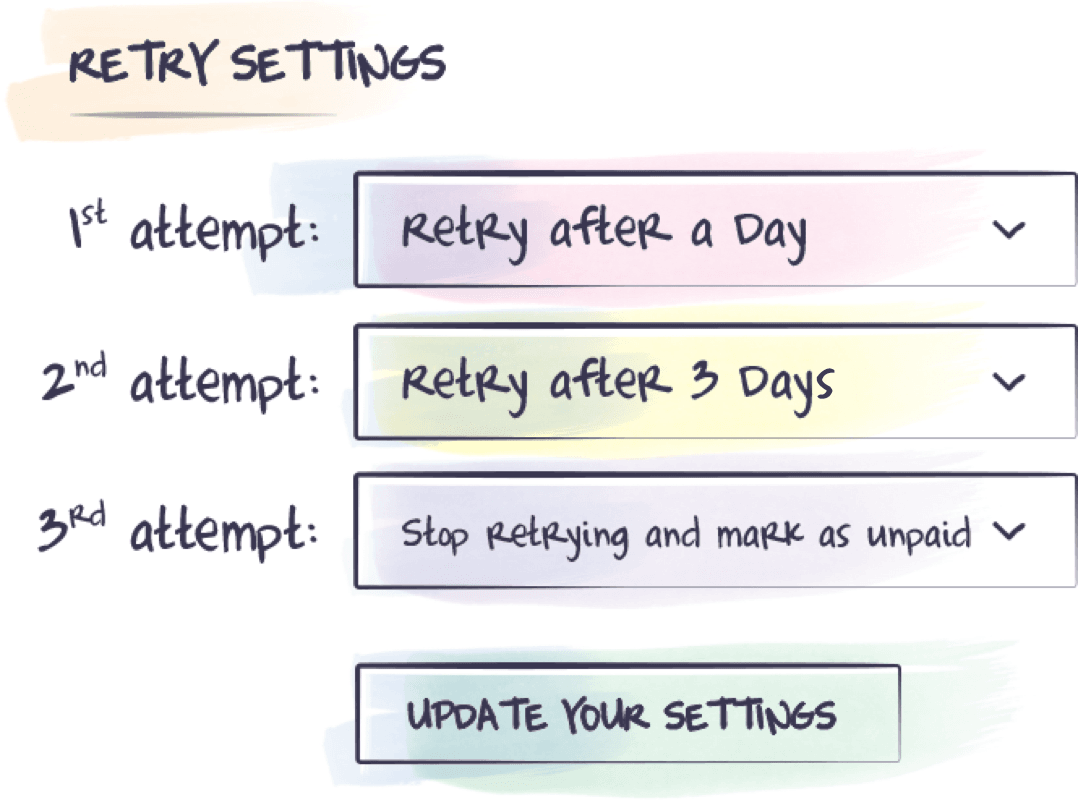 RETRY SETTINGS
1st attempt: Retry after a Day
2nd attempt: Retry after 3 Days
3rd attempt: Stop retrying and mark as unpaid
UPDATE YOUR SETTINGS